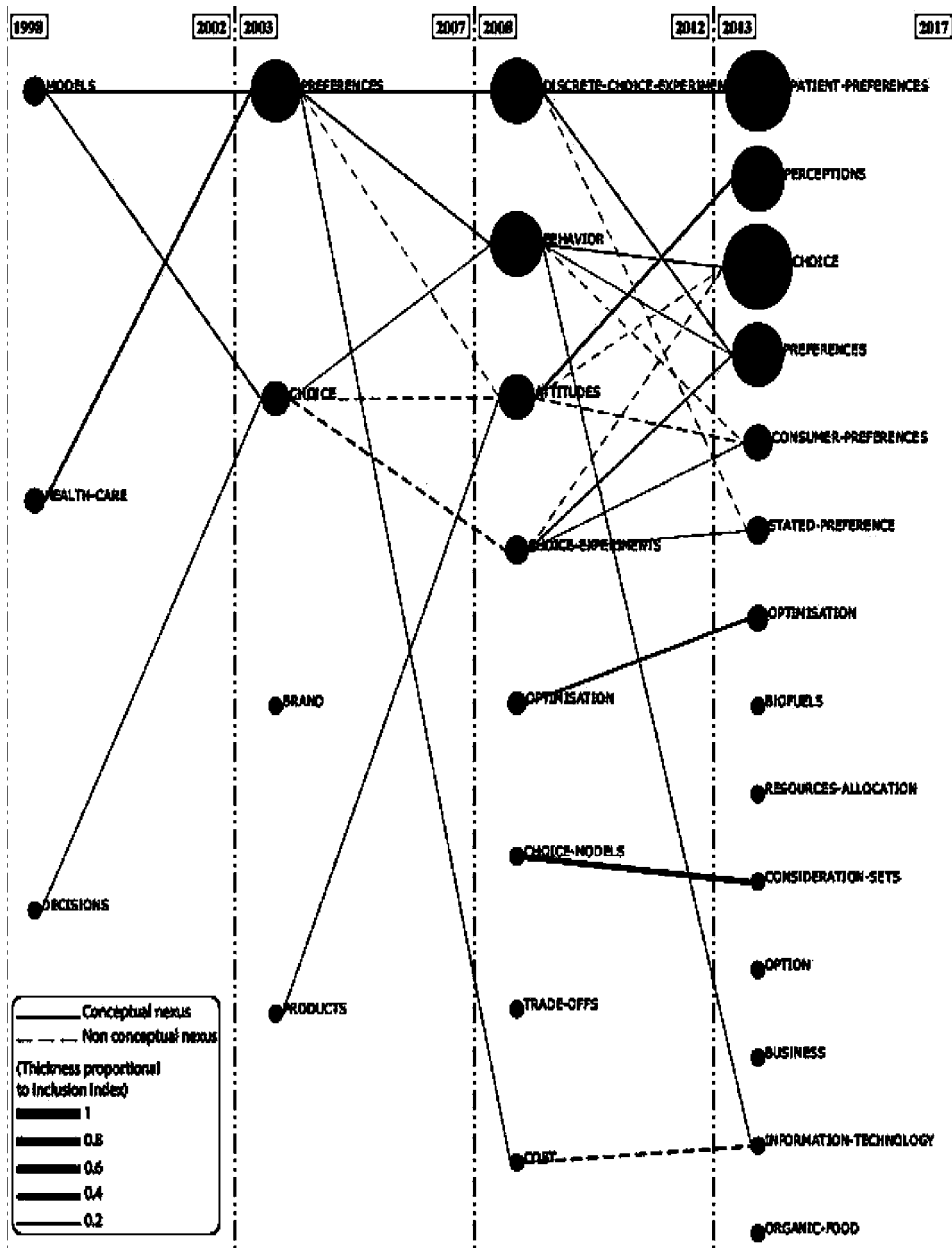 1998 2002 2003 2007 2008 2012 2013 2017
MODELS
PREFERENCES
DISCRETE-CHOICE-EXPERIMEN
PATIENT-PREFERENCES
PERCEPTIONS
BEHAVIOR
CHOICE
PREFERENCES
CHOICE
ATTITUDES
CONSUMER-PREFERENCES
HEALTH-CARE
STATED-PREFERENCE
CHOICE-EXPERIMENTS
OPTIMISATION
BRAND
OPTIMISATION
BIOFUELS
RESOURCES-ALLOCATION
CHOICE-MODELS
CONSIDERATION-SETS
DECISIONS
OPTION
PRODUCTS
TRADE-OFFS
BUSINESS
COST
INFORMATION-TECHNOLOGY
ORGANIC-FOOD
Conceptual nexus
Non conceptual nexus
(Thickness proportional
to Inclusion Index)
1
0.8
0.6
0.4
0.2